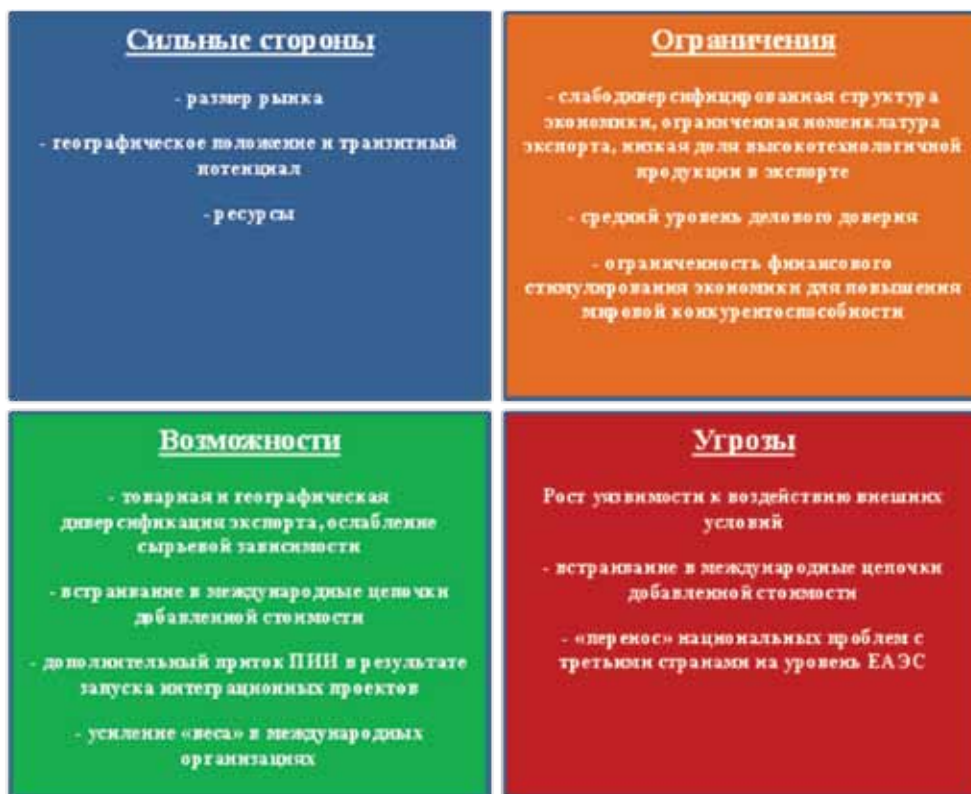 Сильные стороны
- размер рынка
- географическое положение и транзитный
потенциал
- ресурсы
Ограничения
- слабодиверсифицированная структура
экономики, ограниченная номенклатура
экспорта, низкая доля высокотехнологичной
продукции в экспорте
- средний уровень делового доверия
- ограниченность финансового
стимулирования экономики для повышения
мировой конкурентоспособности
Возможности
- товарная и географическая
диверсификация экспорта, ослабление
сырьевой зависимости
- встраивание в международные цепочки
добавленной стоимости
- дополнительный приток ПИИ в результате
запуска интеграционных проектов
- усиление «веса» в международных
организациях
Угрозы
Рост уязвимости к воздействию внешних
условий
- встраивание в международные цепочки
добавленной стоимости
- «перенос» национальных проблем с
третьими странами на уровень ЕАЭС